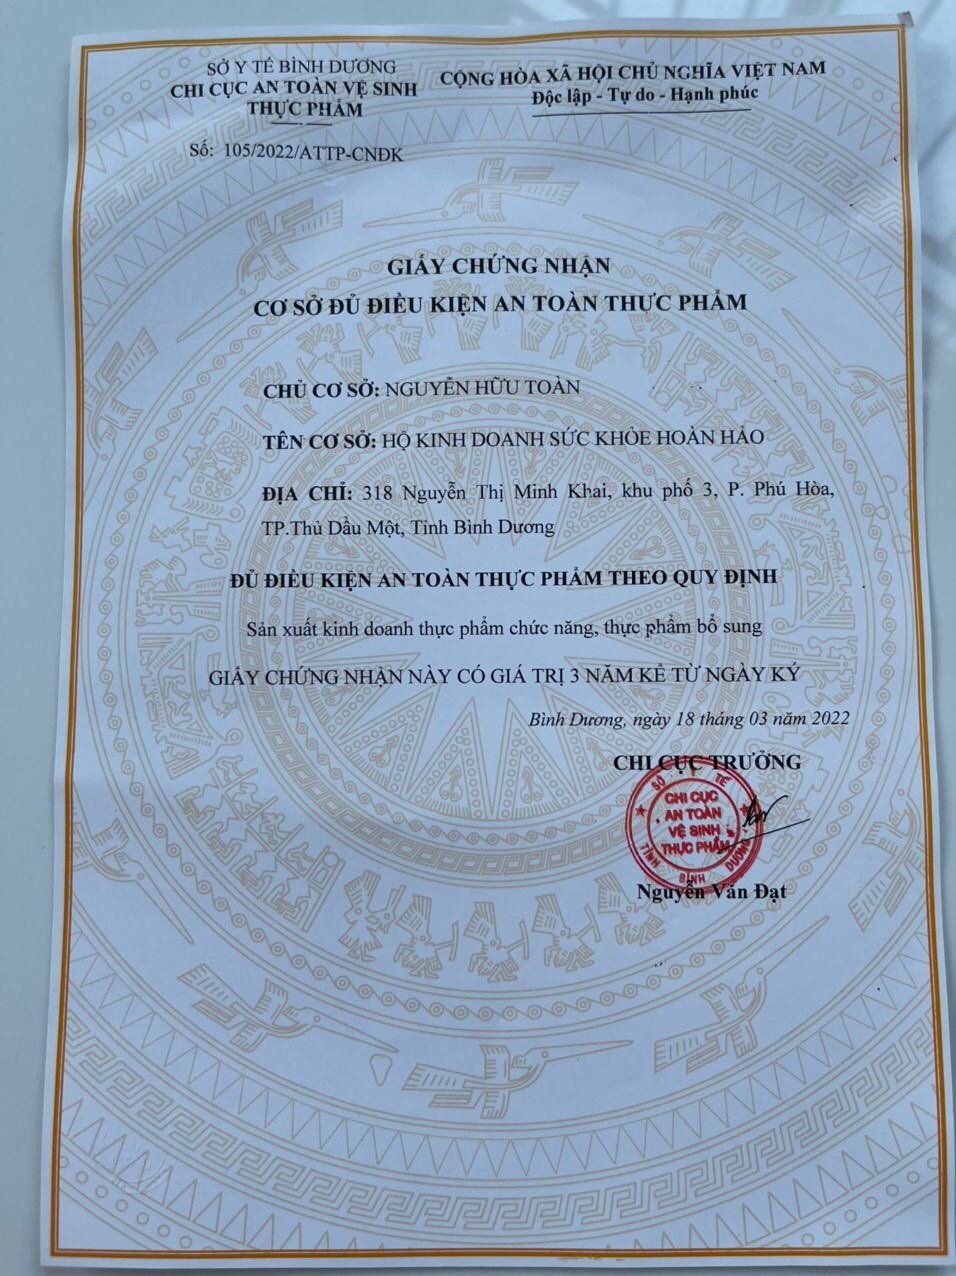 SỞ Y TẾ BÌNH DƯƠNG
CHI CỤC AN TOÀN VỆ SINH
THỰC PHẨM
CỘNG HÒA XÃ HỘI CHỦ NGHĨA VIỆT NAM
Độc lập - Tự do - Hạnh phúc
Số: 105/2022/ATTP-CNĐK
GIẤY CHỨNG NHẬN
CƠ SỞ ĐỦ ĐIỀU KIỆN AN TOÀN THỰC PHẨM
CHỦ CƠ SỞ: NGUYỄN HỮU TOÀN
TÊN CƠ SỞ: HỘ KINH DOANH SỨC KHỎE HOÀN HẢO
ĐỊA CHỈ: 318 Nguyễn Thị Minh Khai, khu phố 3, P. Phú Hòa,
TP.Thủ Dầu Một, Tỉnh Bình Dương
ĐỦ ĐIỀU KIỆN AN TOÀN THỰC PHẨM THEO QUY ĐỊNH
Sản xuất kinh doanh thực phẩm chức năng, thực phẩm bổ sung
GIẤY CHỨNG NHẬN NÀY CÓ GIÁ TRỊ 3 NĂM KỂ TỪ NGÀY KÝ
Bình Dương, ngày 18 tháng 03 năm 2022
CHI CỤC TRƯỞNG
SỞ Y TẾ
CHI CỤC
AN TOÀN
VỆ SINH
THỰC PHẨM
TỈNH BÌNH DƯƠNG
Nguyễn Văn Đạt